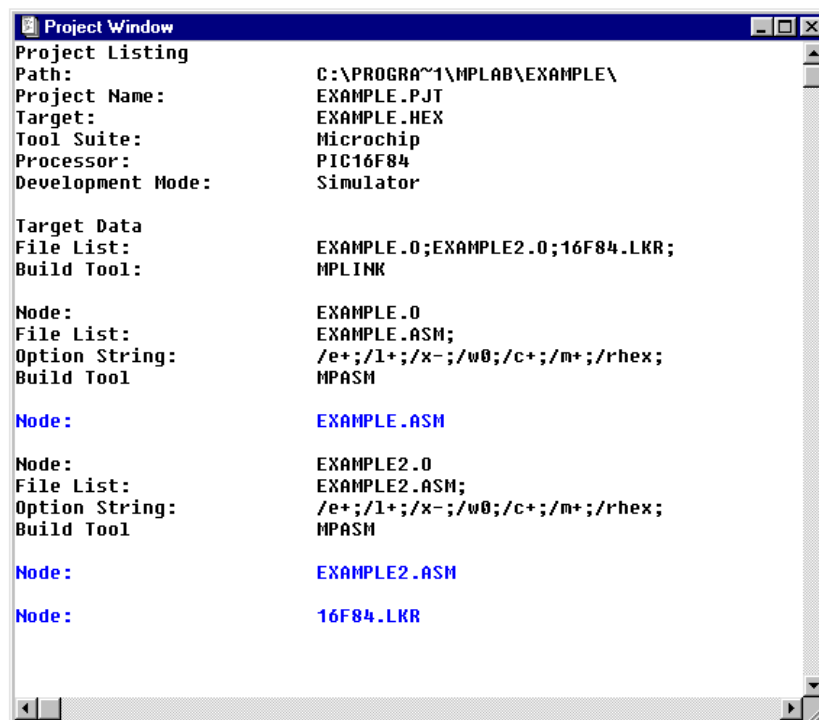 Project Window
Project Listing
Path: C:\PROGRA~1\MPLAB\EXAMPLE\
Project Name: EXAMPLE.PJT
Target: EXAMPLE.HEX
Tool Suite: Microchip
Processor: PIC16F84
Development Mode: Simulator
Target Data
File List: EXAMPLE.O;EXAMPLE2.O;16F84.LKR;
Build Tool: MPLINK
Node: EXAMPLE.O
File List: EXAMPLE.ASM;
Option String: /e+;/l+;/x-;/w0;/c+;/m+;/rhex;
Build Tool MPASM
Node: EXAMPLE.ASM
Node: EXAMPLE2.O
File List: EXAMPLE2.ASM;
Option String: /e+;/l+;/x-;/w0;/c+;/m+;/rhex;
Build Tool MPASM
Node: EXAMPLE2.ASM
Node: 16F84.LKR